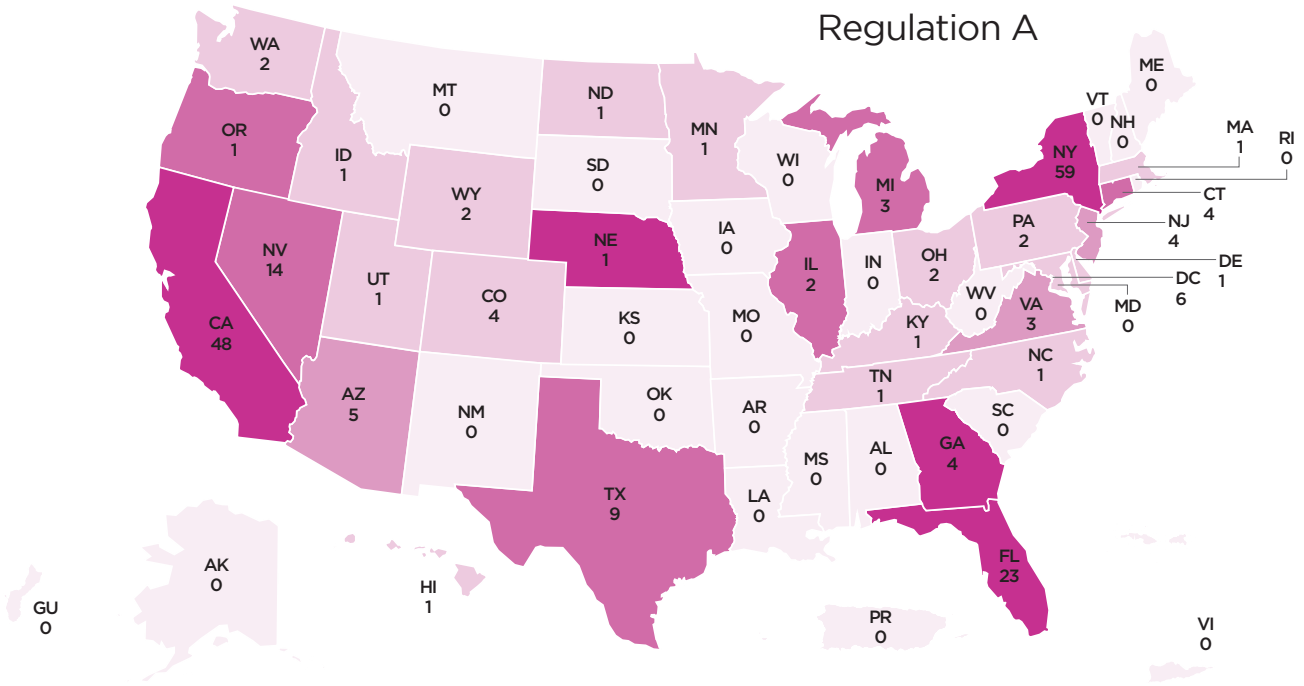 Regulation A
WA
2
MT
0
ND
1
MN
1
ME
0
VT
0
NH
0
MA
1
RI
0
OR
1
ID
1
WY
2
SD
0
WI
0
MI
3
NY
59
CT
4
NJ
4
PA
2
NE
1
IA
0
NV
14
UT
1
CO
4
IL
2
IN
0
OH
2
DE
1
DC
6
MD
0
WV
0
VA
3
CA
48
KS
0
MO
0
KY
1
NC
1
TN
1
AZ
5
NM
0
OK
0
AR
0
SC
0
MS
0
AL
0
GA
4
TX
9
LA
0
FL
23
AK
0
HI
1
GU
0
PR
0
VI
0